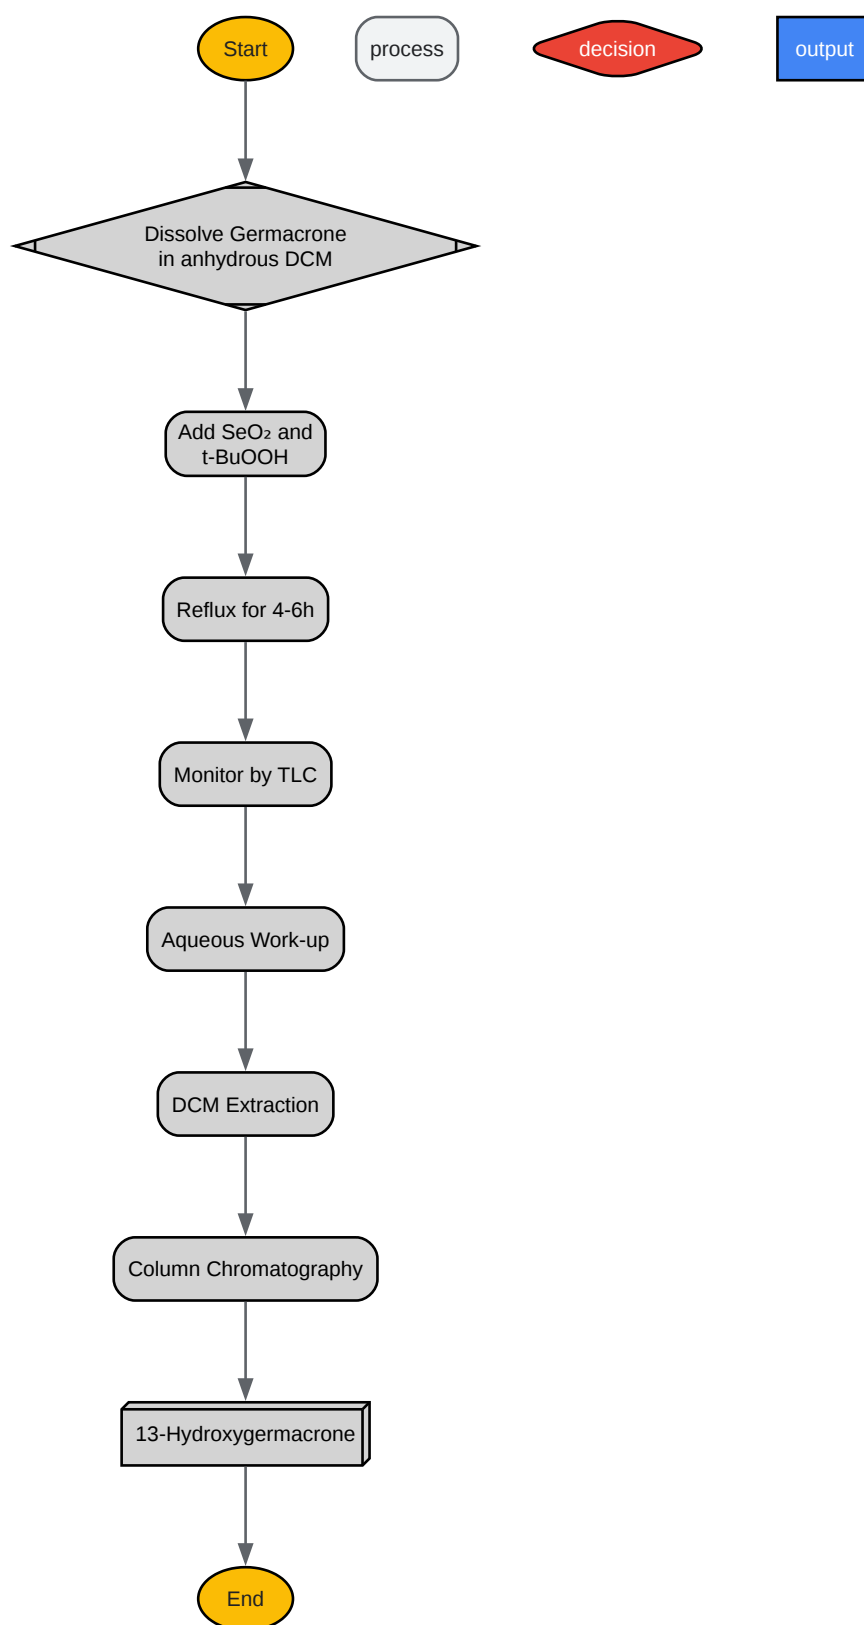 Start
process
decision
output
Dissolve Germacrone
in anhydrous DCM
Add SeO₂ and
t-BuOOH
Reflux for 4-6h
Monitor by TLC
Aqueous Work-up
DCM Extraction
Column Chromatography
13-Hydroxygermacrone
End